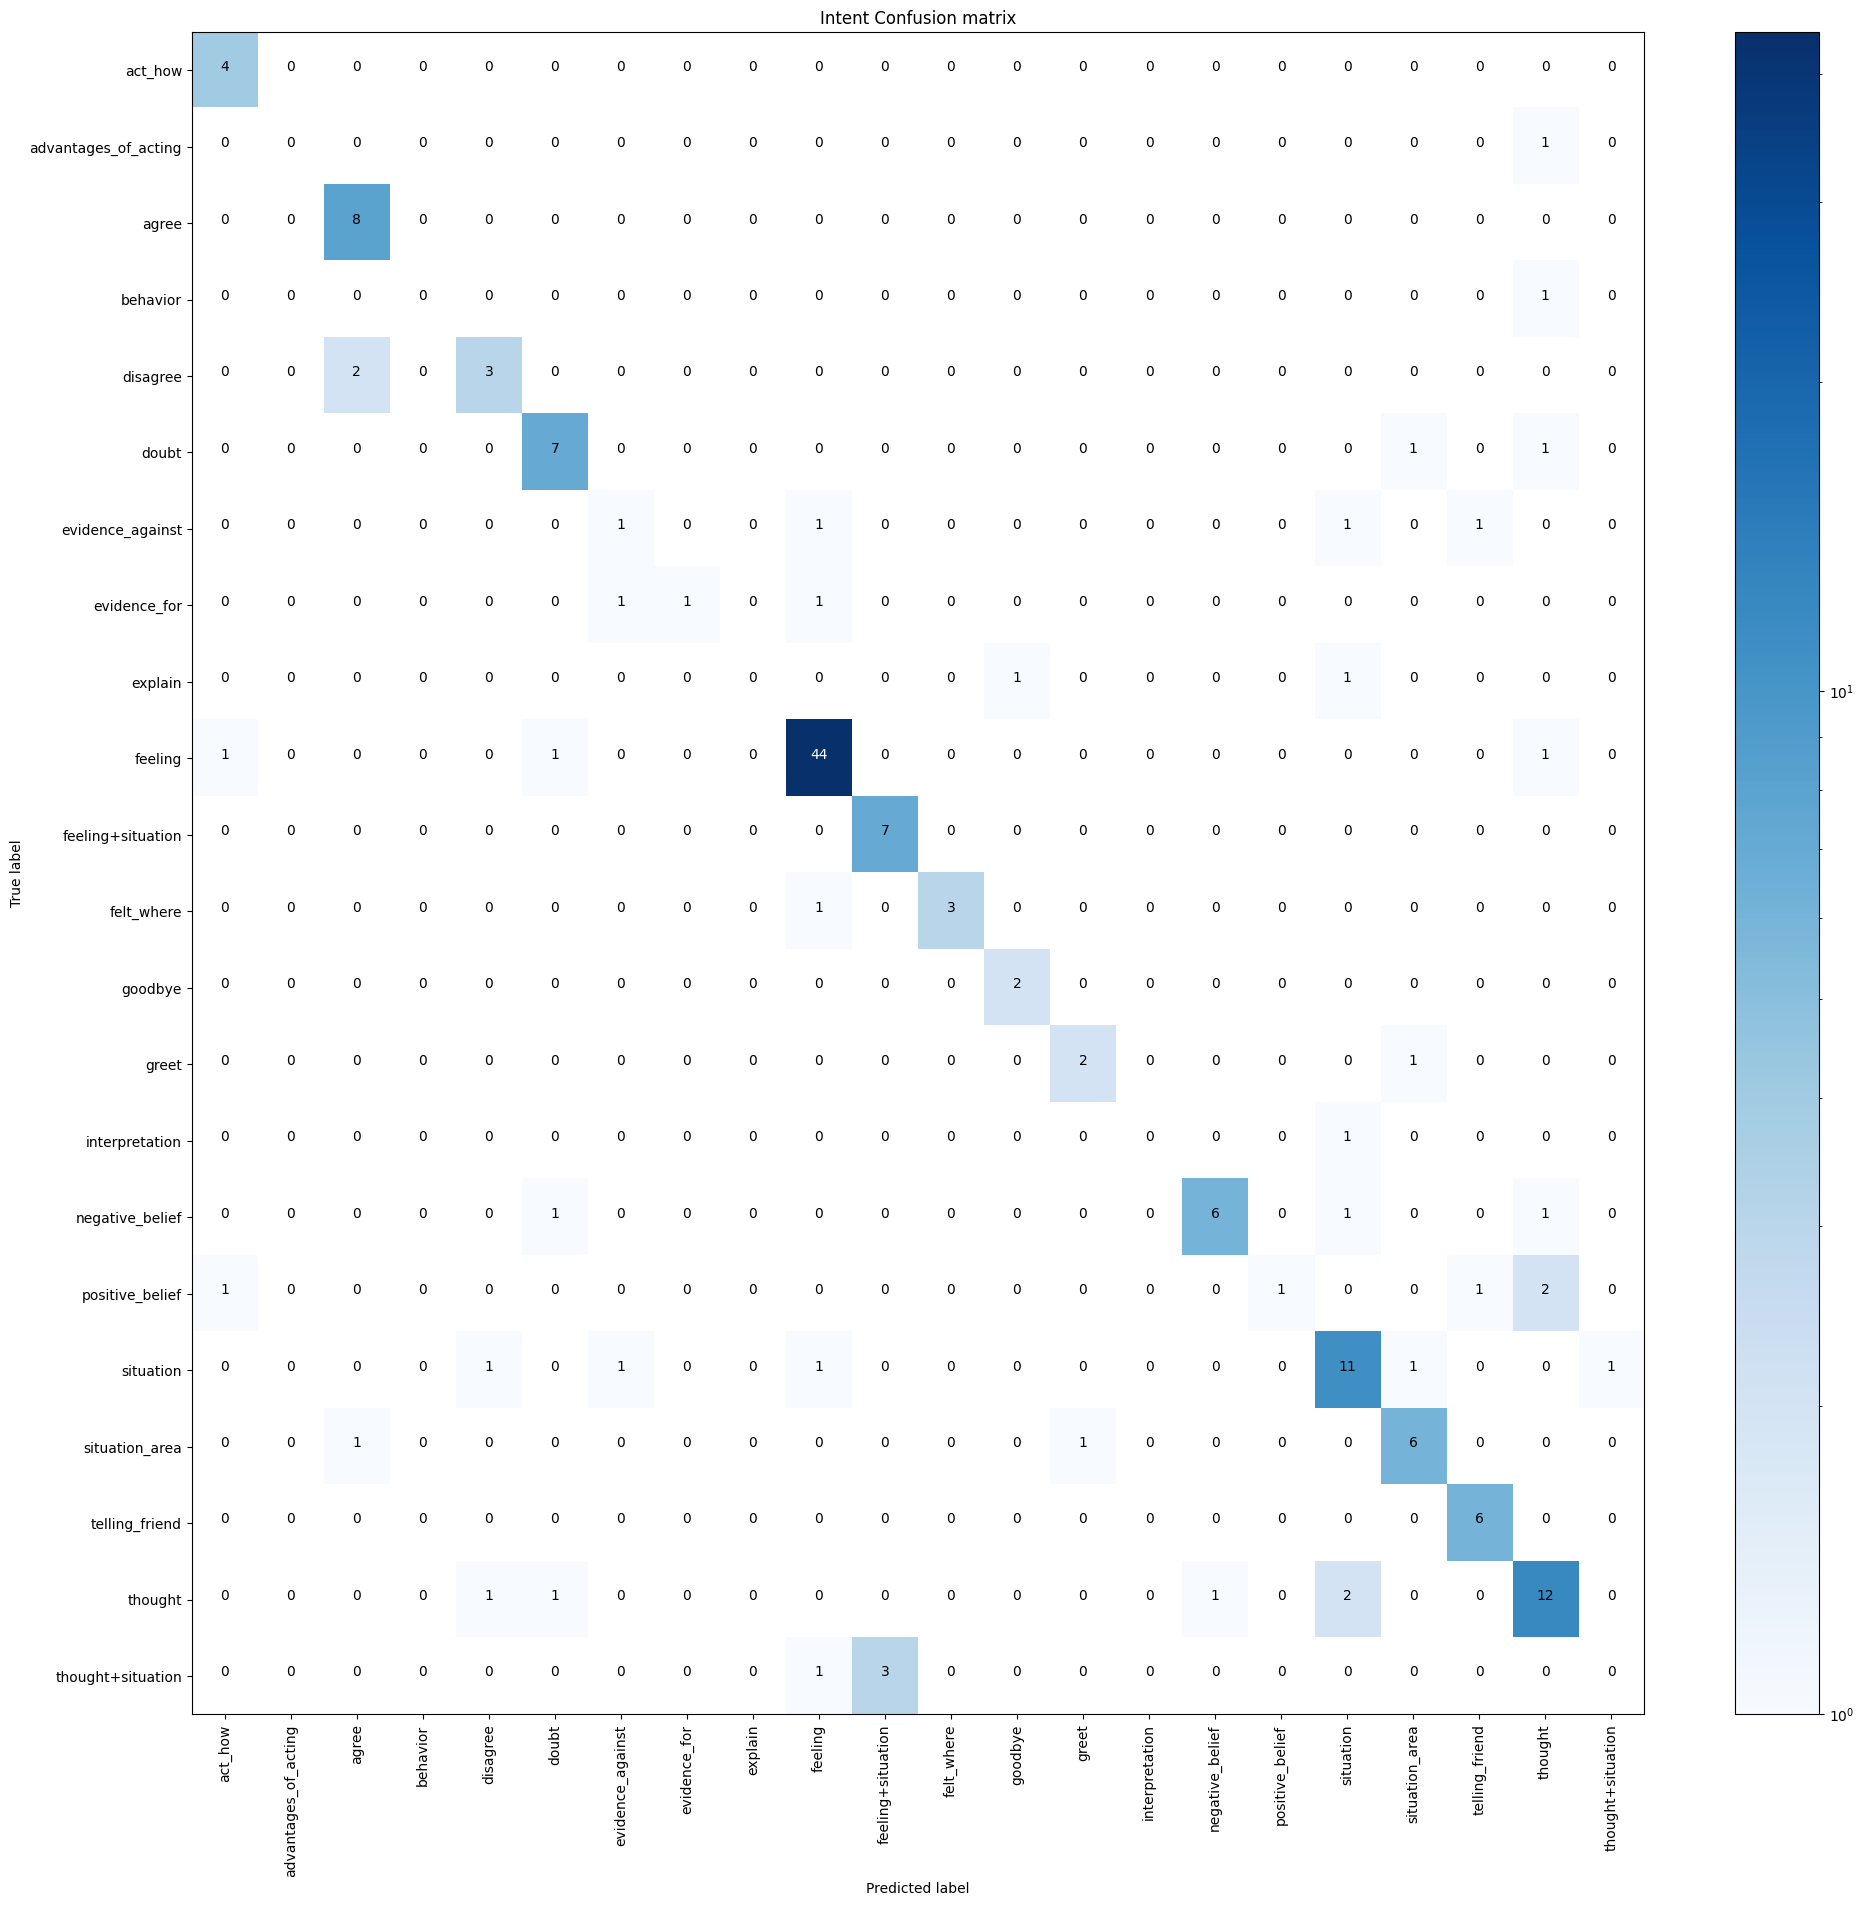 Intent Confusion matrix
act_how 4 0 0 0 0 0 0 0 0 0 0 0 0 0 0 0 0 0 0 0 0 0
advantages_of_acting 0 0 0 0 0 0 0 0 0 0 0 0 0 0 0 0 0 0 0 0 1 0
agree 0 0 8 0 0 0 0 0 0 0 0 0 0 0 0 0 0 0 0 0 0 0
behavior 0 0 0 0 0 0 0 0 0 0 0 0 0 0 0 0 0 0 0 0 1 0
disagree 0 0 2 0 3 0 0 0 0 0 0 0 0 0 0 0 0 0 0 0 0 0
doubt 0 0 0 0 0 7 0 0 0 0 0 0 0 0 0 0 0 0 1 0 1 0
evidence_against 0 0 0 0 0 0 1 0 0 1 0 0 0 0 0 0 0 1 0 1 0 0
evidence_for 0 0 0 0 0 0 1 1 0 1 0 0 0 0 0 0 0 0 0 0 0 0
explain 0 0 0 0 0 0 0 0 0 0 0 0 1 0 0 0 0 1 0 0 0 0
10¹
feeling 1 0 0 0 0 1 0 0 0 44 0 0 0 0 0 0 0 0 0 0 1 0
feeling+situation 0 0 0 0 0 0 0 0 0 0 7 0 0 0 0 0 0 0 0 0 0 0
True label
felt_where 0 0 0 0 0 0 0 0 0 1 0 3 0 0 0 0 0 0 0 0 0 0
goodbye 0 0 0 0 0 0 0 0 0 0 0 0 2 0 0 0 0 0 0 0 0 0
greet 0 0 0 0 0 0 0 0 0 0 0 0 0 2 0 0 0 0 1 0 0 0
interpretation 0 0 0 0 0 0 0 0 0 0 0 0 0 0 0 0 0 1 0 0 0 0
negative_belief 0 0 0 0 0 1 0 0 0 0 0 0 0 0 0 6 0 1 0 0 1 0
positive_belief 1 0 0 0 0 0 0 0 0 0 0 0 0 0 0 0 1 0 0 1 2 0
situation 0 0 0 0 1 0 1 0 0 1 0 0 0 0 0 0 0 11 1 0 0 1
situation_area 0 0 1 0 0 0 0 0 0 0 0 0 0 1 0 0 0 0 6 0 0 0
telling_friend 0 0 0 0 0 0 0 0 0 0 0 0 0 0 0 0 0 0 0 6 0 0
thought 0 0 0 0 1 1 0 0 0 0 0 0 0 0 0 1 0 2 0 0 12 0
thought+situation 0 0 0 0 0 0 0 0 0 1 3 0 0 0 0 0 0 0 0 0 0 0
10⁰
act_how
advantages_of_acting
agree
behavior
disagree
doubt
evidence_against
evidence_for
explain
feeling
feeling+situation
felt_where
goodbye
greet
interpretation
negative_belief
positive_belief
situation
situation_area
telling_friend
thought
thought+situation
Predicted label